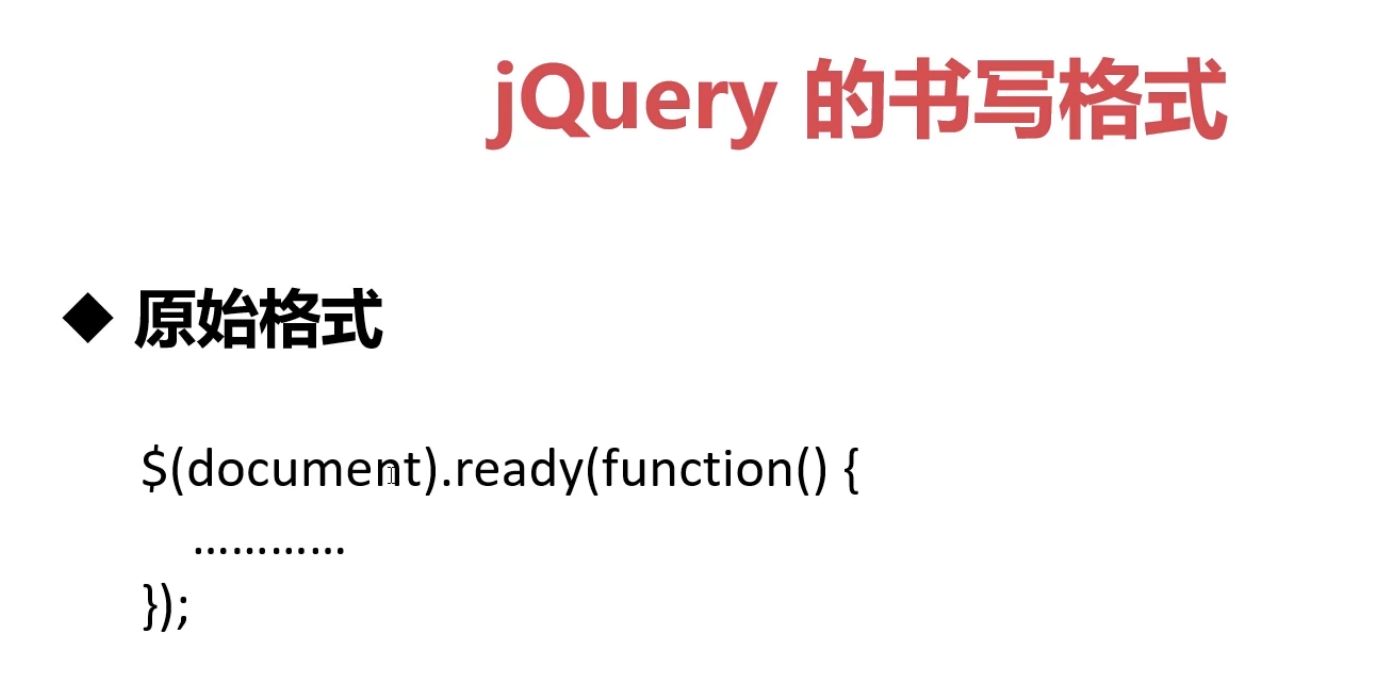 jQuery 的书写格式
◆ 原始格式
$(document).ready(function() {
…………
});